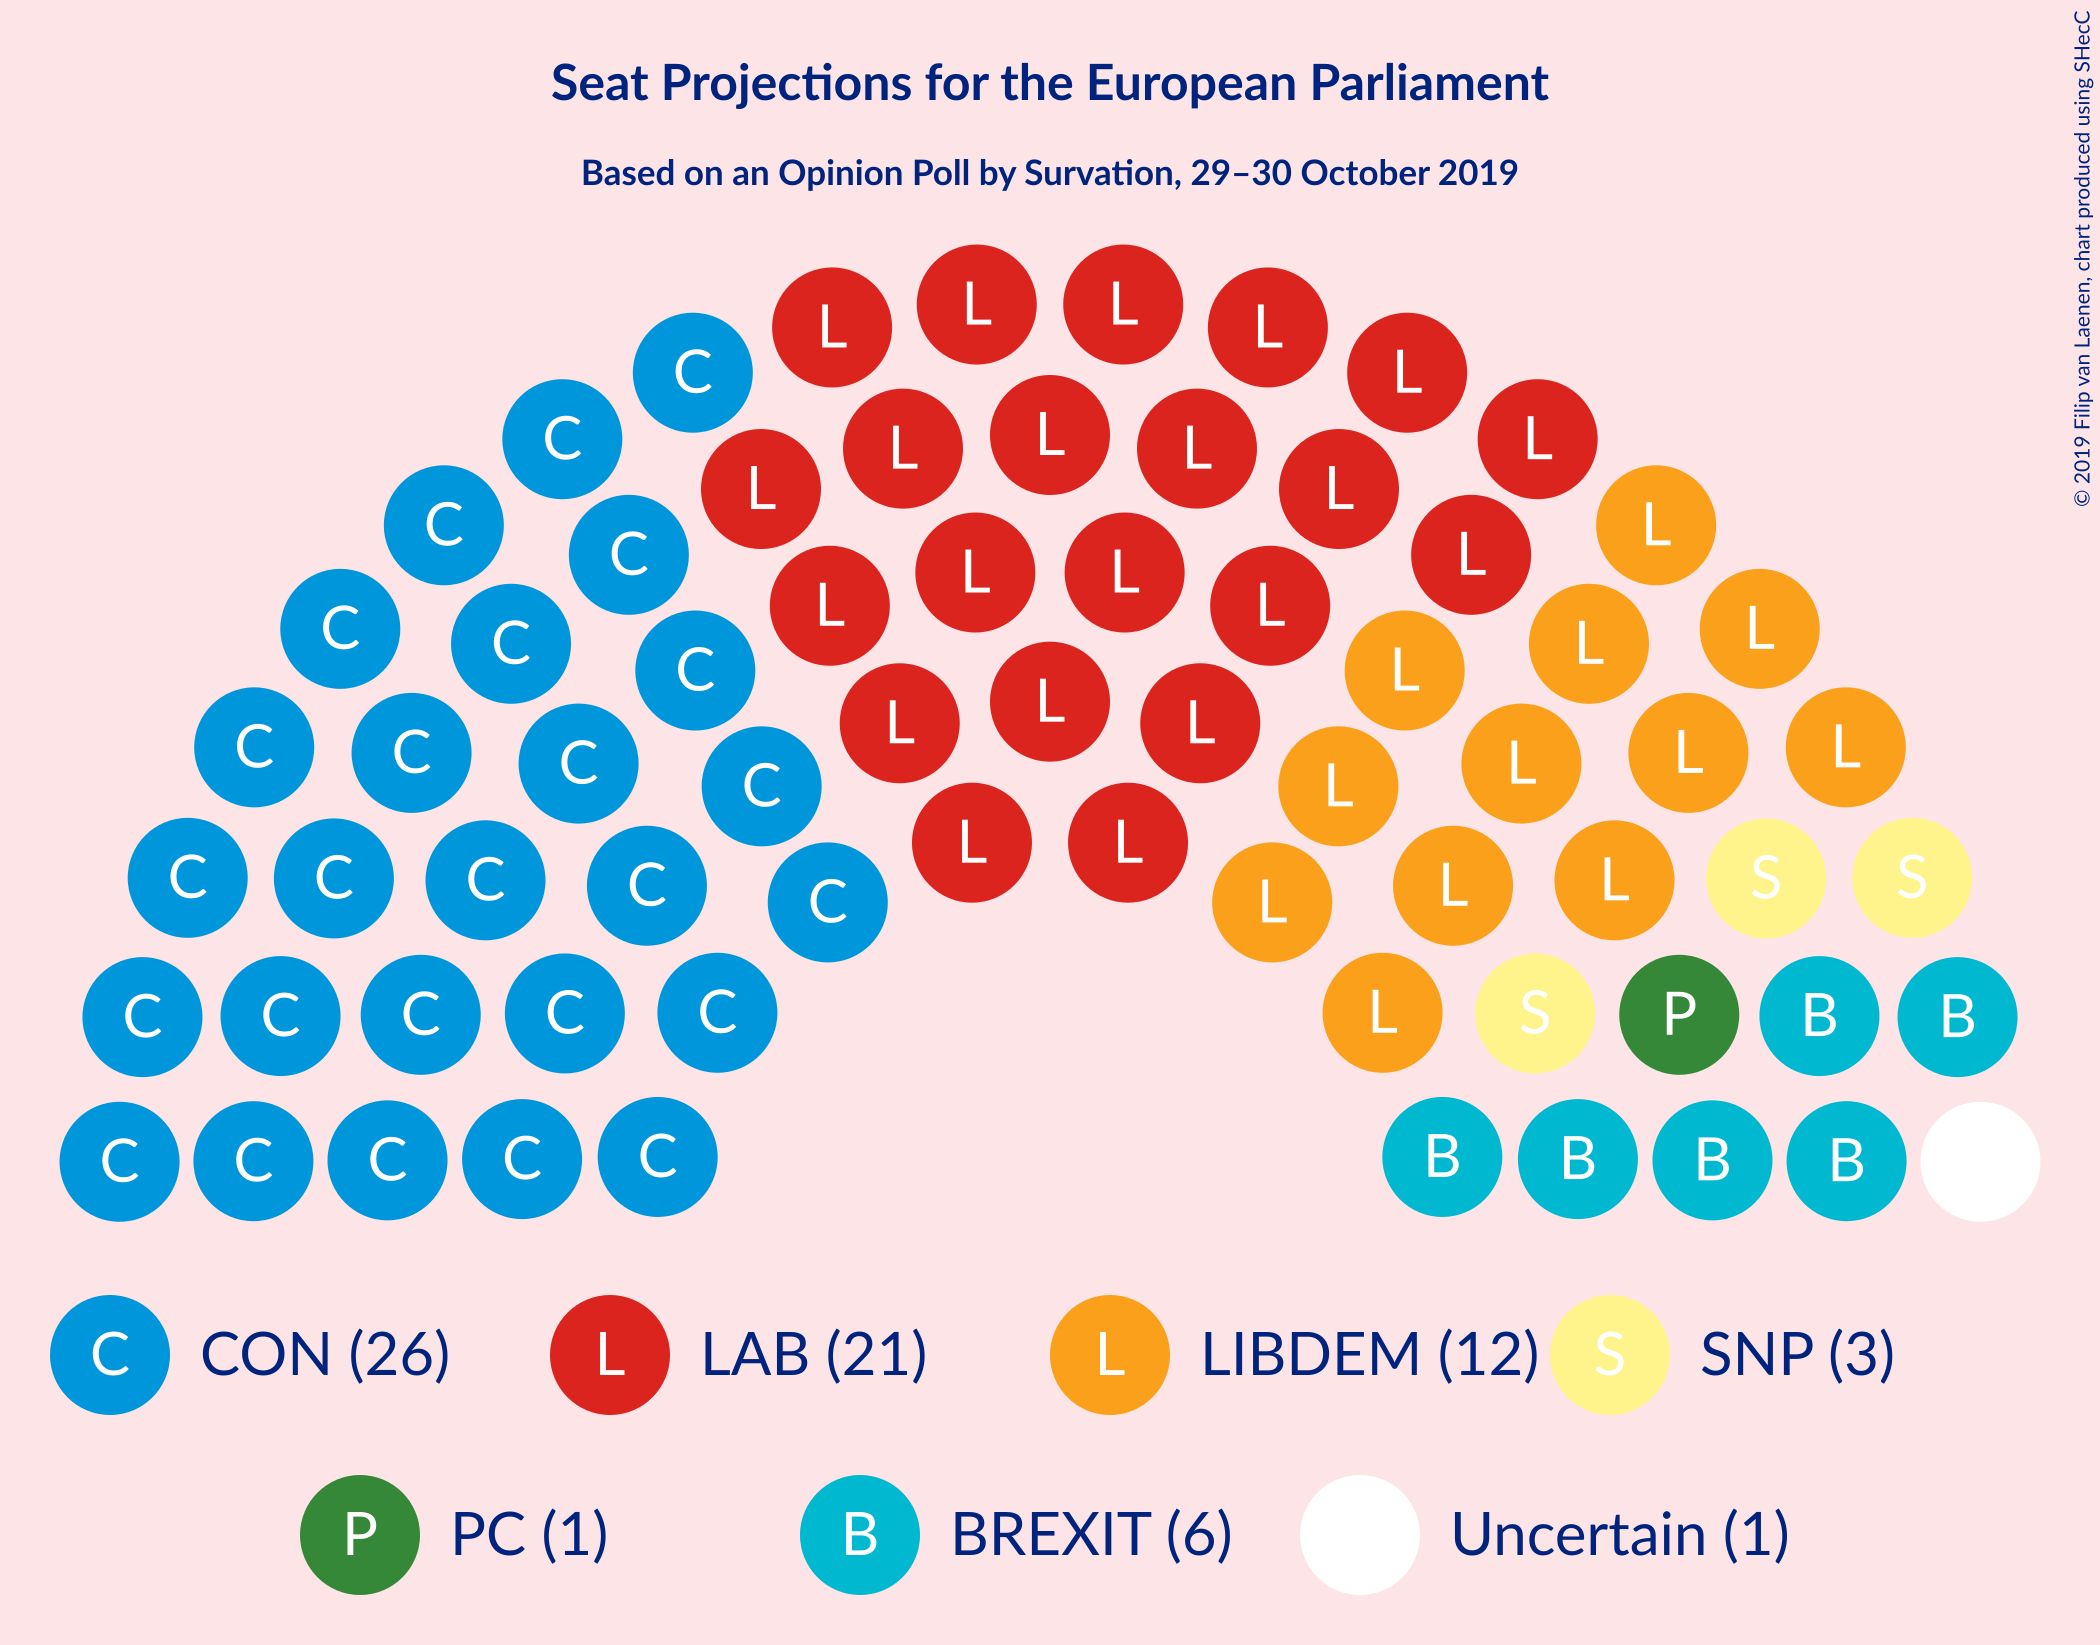 Seat Projections for the European Parliament
Based on an Opinion Poll by Survation, 29–30 October 2019
© 2019 Filip van Laenen, chart produced using SHecC
L L
L L
C L
C L L L L
C L L L
C L L
C L L L L L
C L L
C C L L L L
C C L L L L
C C C L L L L
C C C C C L L L L L S S
C C C C C L S P B B
C C C C C B B B B
C CON (26) L LAB (21) L LIBDEM (12) S SNP (3)
P PC (1) B BREXIT (6) Uncertain (1)